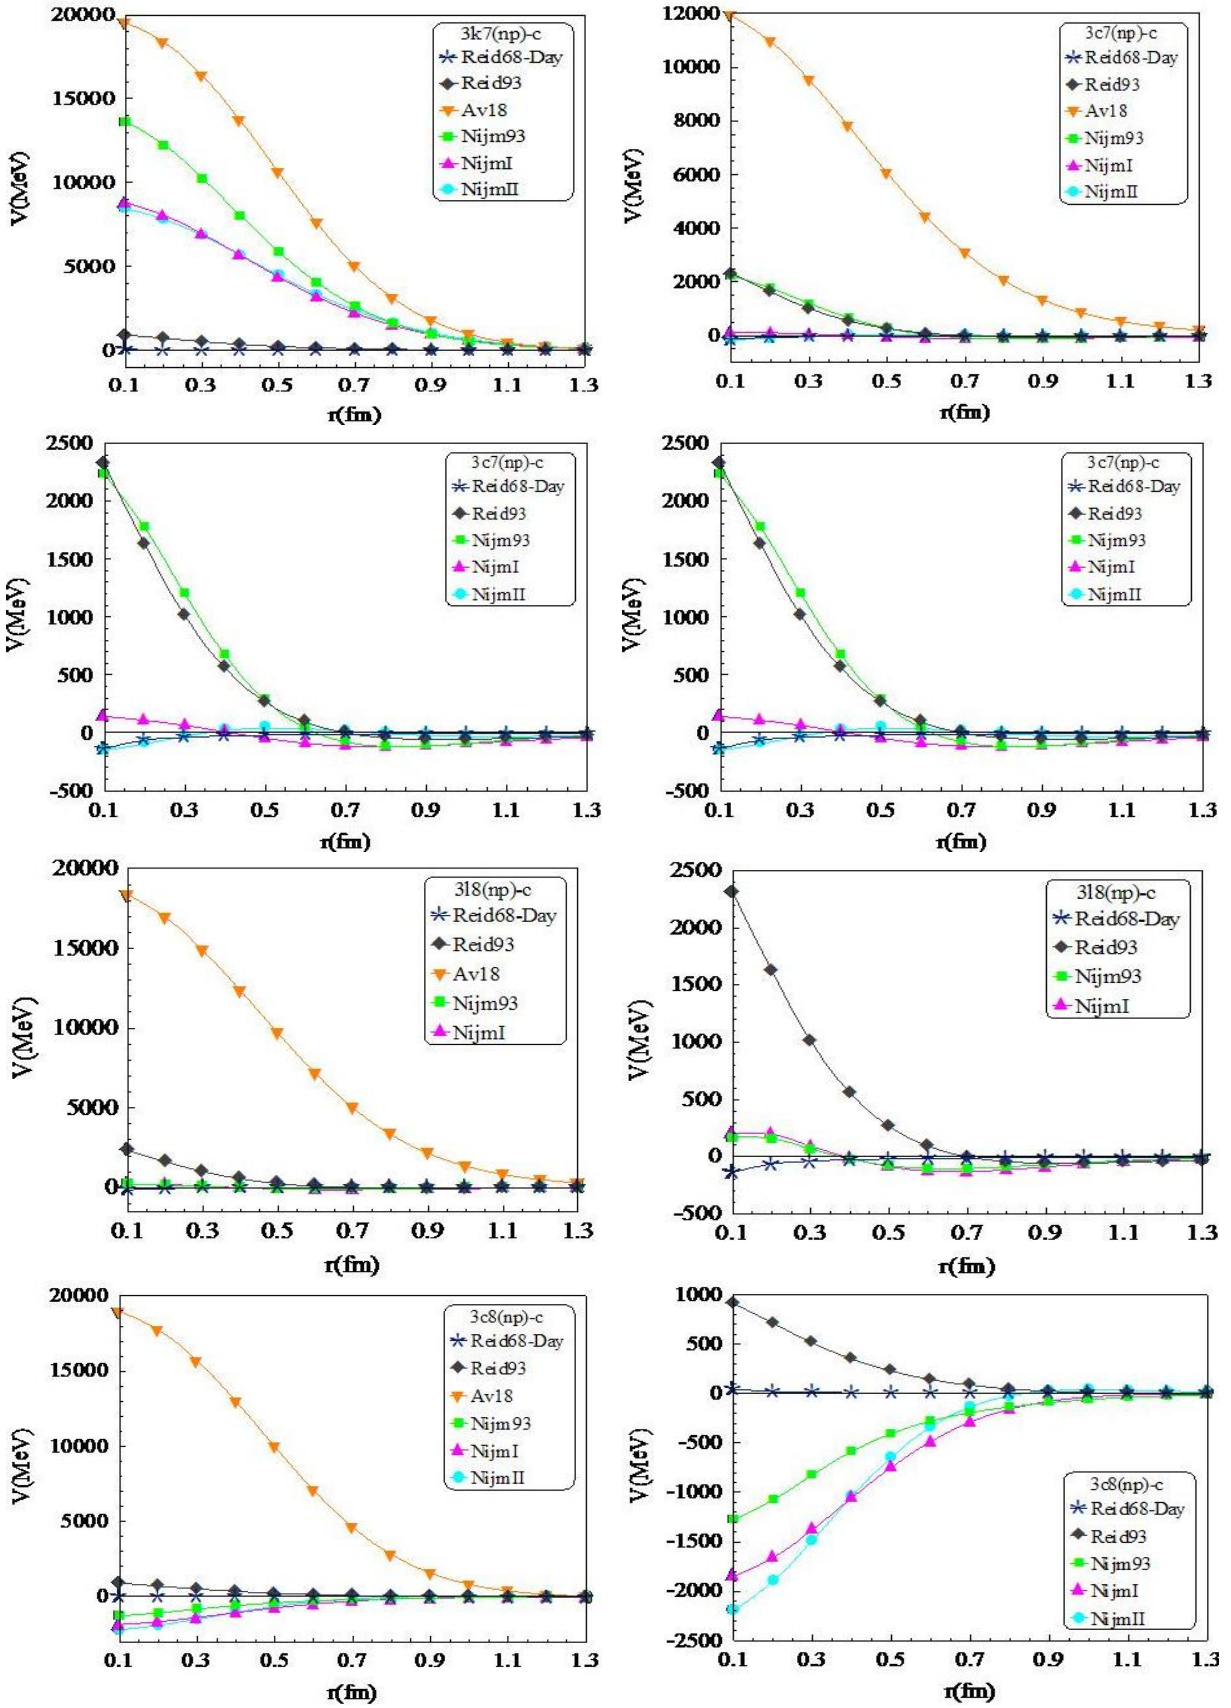 20000
15000
10000
5000
0
V(MeV)
3k7(np)-c
Reid68-Day
Reid93
Av18
Nijm93
NijmI
NijmII
0.1 0.3 0.5 0.7 0.9 1.1 1.3
r(fm)
12000
10000
8000
6000
4000
2000
0
V(MeV)
3c7(np)-c
Reid68-Day
Reid93
Av18
Nijm93
NijmI
NijmII
0.1 0.3 0.5 0.7 0.9 1.1 1.3
r(fm)
2500
2000
1500
1000
500
0
-500
V(MeV)
3c7(np)-c
Reid68-Day
Reid93
Nijm93
NijmI
NijmII
0.1 0.3 0.5 0.7 0.9 1.1 1.3
r(fm)
2500
2000
1500
1000
500
0
-500
V(MeV)
3c7(np)-c
Reid68-Day
Reid93
Nijm93
NijmI
NijmII
0.1 0.3 0.5 0.7 0.9 1.1 1.3
r(fm)
20000
15000
10000
5000
0
V(MeV)
3l8(np)-c
Reid68-Day
Reid93
Av18
Nijm93
NijmI
0.1 0.3 0.5 0.7 0.9 1.1 1.3
r(fm)
2500
2000
1500
1000
500
0
-500
V(MeV)
3l8(np)-c
Reid68-Day
Reid93
Nijm93
NijmI
0.1 0.3 0.5 0.7 0.9 1.1 1.3
r(fm)
20000
15000
10000
5000
0
V(MeV)
3c8(np)-c
Reid68-Day
Reid93
Av18
Nijm93
NijmI
NijmII
0.1 0.3 0.5 0.7 0.9 1.1 1.3
r(fm)
1000
500
0
-500
-1000
-1500
-2000
-2500
V(MeV)
3c8(np)-c
Reid68-Day
Reid93
Nijm93
NijmI
NijmII
0.1 0.3 0.5 0.7 0.9 1.1 1.3
r(fm)